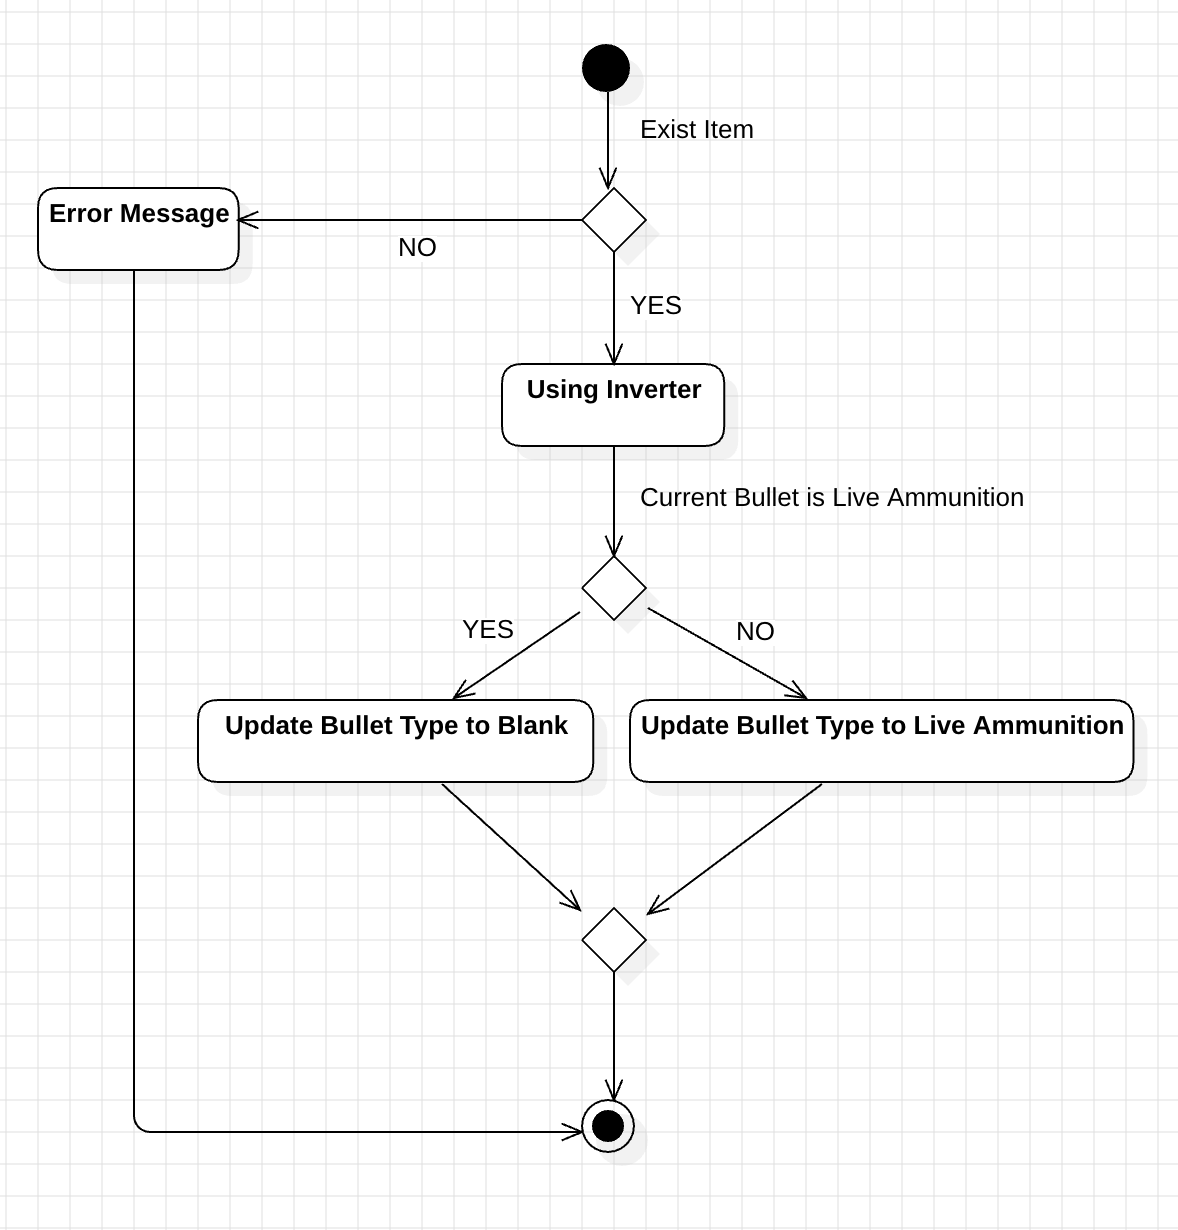 Exist Item
Error Message
NO
YES
Using Inverter
Current Bullet is Live Ammunition
YES
NO
Update Bullet Type to Blank
Update Bullet Type to Live Ammunition